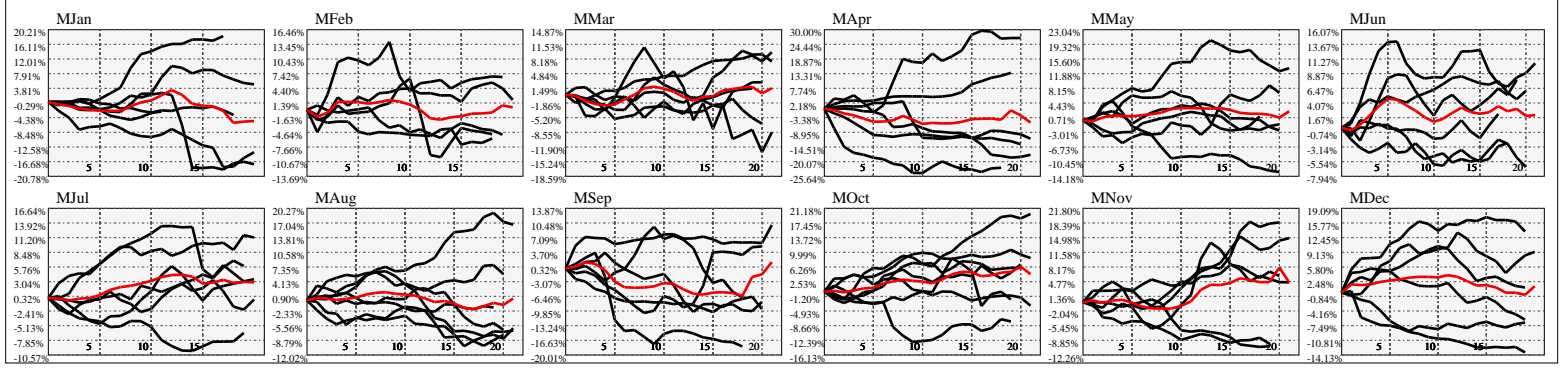 MJan MFeb MMar MApr MMay MJun
20.21% 16.46% 14.87% 30.00% 23.04% 16.07%
16.11% 13.45% 11.53% 24.44% 19.32% 13.67%
12.01% 10.43% 8.18% 18.87% 15.60% 11.27%
7.91% 7.42% 4.84% 13.31% 11.88% 8.87%
3.81% 4.40% 1.49% 7.74% 8.15% 6.47%
-0.29% 1.39% -1.86% 2.18% 4.43% 4.07%
-4.38% -1.63% -5.20% -3.38% 0.71% 1.67%
-8.48% -4.64% -8.55% -8.95% -3.01% -0.74%
-12.58% -7.66% -11.90% -14.51% -6.73% -3.14%
-16.68% -10.67% -15.24% -20.07% -10.45% -5.54%
-20.78% -13.69% -18.59% -25.64% -14.18% -7.94%
5 10 15 5 10 15 5 10 15 20 5 10 15 20 5 10 15 20 5 10 15 20
MJul MAug MSep MOct MNov MDec
16.64% 20.27% 13.87% 21.18% 21.80% 19.09%
13.92% 17.04% 10.48% 17.45% 18.39% 15.77%
11.20% 13.81% 7.09% 13.72% 14.98% 12.45%
8.48% 10.58% 3.70% 9.99% 11.58% 9.13%
5.76% 7.35% 0.32% 6.26% 8.17% 5.80%
3.04% 4.13% -3.07% 2.53% 4.77% 2.48%
0.32% 0.90% -6.46% -1.20% 1.36% -0.84%
-2.41% -2.33% -9.85% -4.93% -2.04% -4.16%
-5.13% -5.56% -13.24% -8.66% -5.45% -7.49%
-7.85% -8.79% -16.63% -12.39% -8.85% -10.81%
-10.57% -12.02% -20.01% -16.13% -12.26% -14.13%
5 10 15 5 10 15 20 5 10 15 20 5 10 15 20 5 10 15 20 5 10 15